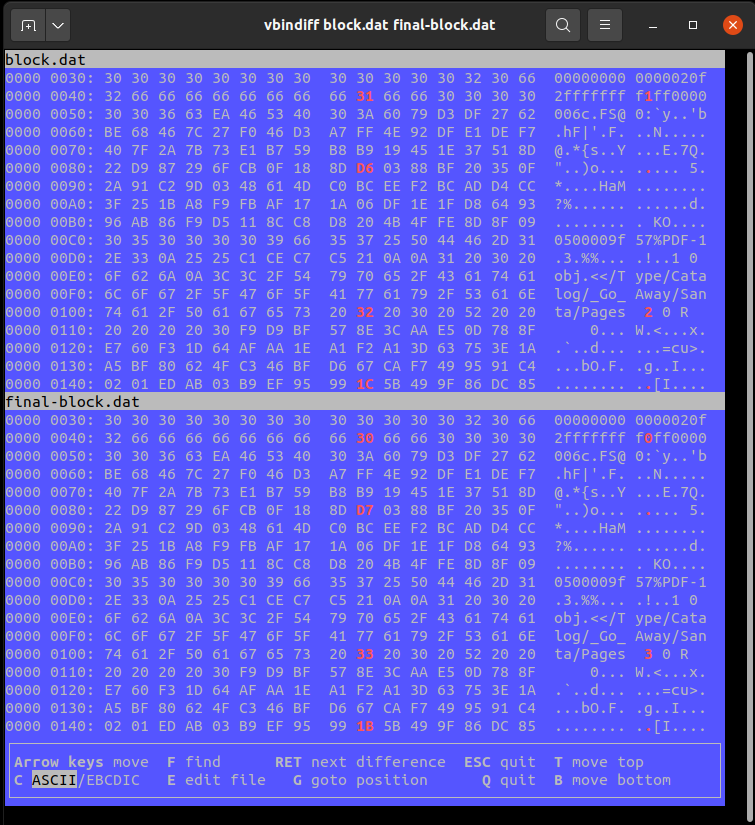 vbindiff block.dat final-block.dat
block.dat
0000 0030: 30 30 30 30 30 30 30 30  30 30 30 30 30 32 30 66  00000000 0000020f
0000 0040: 32 66 66 66 66 66 66 66  66 31 66 66 30 30 30 30  2fffffff f1ff0000
0000 0050: 30 30 36 63 EA 46 53 40  30 3A 60 79 D3 DF 27 62  006c.FS@ 0:`y..'b
0000 0060: BE 68 46 7C 27 F0 46 D3  A7 FF 4E 92 DF E1 DE F7  .hF|'.F. ..N.....
0000 0070: 40 7F 2A 7B 73 E1 B7 59  B8 B9 19 45 1E 37 51 8D  @.*{s..Y ...E.7Q.
0000 0080: 22 D9 87 29 6F CB 0F 18  8D D6 03 88 BF 20 35 0F  "..)o... ..... 5.
0000 0090: 2A 91 C2 9D 03 48 61 4D  C0 BC EE F2 BC AD D4 CC  *....HaM ........
0000 00A0: 3F 25 1B A8 F9 FB AF 17  1A 06 DF 1E 1F D8 64 93  ?%...... ......d.
0000 00B0: 96 AB 86 F9 D5 11 8C C8  D8 20 4B 4F FE 8D 8F 09  ........ . KO....
0000 00C0: 30 35 30 30 30 30 39 66  35 37 25 50 44 46 2D 31  0500009f 57%PDF-1
0000 00D0: 2E 33 0A 25 25 C1 CE C7  C5 21 0A 0A 31 20 30 20  .3.%%... .!..1 0
0000 00E0: 6F 62 6A 0A 3C 3C 2F 54  79 70 65 2F 43 61 74 61  obj.<</T ype/Cata
0000 00F0: 6C 6F 67 2F 5F 47 6F 5F  41 77 61 79 2F 53 61 6E  log/_Go_ Away/San
0000 0100: 74 61 2F 50 61 67 65 73  20 32 20 30 20 52 20 20  ta/Pages  2 0 R
0000 0110: 20 20 20 20 30 F9 D9 BF  57 8E 3C AA E5 0D 78 8F      0... W.<...x.
0000 0120: E7 60 F3 1D 64 AF AA 1E  A1 F2 A1 3D 63 75 3E 1A  .`..d... ...=cu>.
0000 0130: A5 BF 80 62 4F C3 46 BF  D6 67 CA F7 49 95 91 C4  ...bO.F. .g..I...
0000 0140: 02 01 ED AB 03 B9 EF 95  99 1C 5B 49 9F 86 DC 85  ........ ..[I....
final-block.dat
0000 0030: 30 30 30 30 30 30 30 30  30 30 30 30 30 32 30 66  00000000 0000020f
0000 0040: 32 66 66 66 66 66 66 66  66 30 66 66 30 30 30 30  2fffffff f0ff0000
0000 0050: 30 30 36 63 EA 46 53 40  30 3A 60 79 D3 DF 27 62  006c.FS@ 0:`y..'b
0000 0060: BE 68 46 7C 27 F0 46 D3  A7 FF 4E 92 DF E1 DE F7  .hF|'.F. ..N.....
0000 0070: 40 7F 2A 7B 73 E1 B7 59  B8 B9 19 45 1E 37 51 8D  @.*{s..Y ...E.7Q.
0000 0080: 22 D9 87 29 6F CB 0F 18  8D D7 03 88 BF 20 35 0F  "..)o... ..... 5.
0000 0090: 2A 91 C2 9D 03 48 61 4D  C0 BC EE F2 BC AD D4 CC  *....HaM ........
0000 00A0: 3F 25 1B A8 F9 FB AF 17  1A 06 DF 1E 1F D8 64 93  ?%...... ......d.
0000 00B0: 96 AB 86 F9 D5 11 8C C8  D8 20 4B 4F FE 8D 8F 09  ........ . KO....
0000 00C0: 30 35 30 30 30 30 39 66  35 37 25 50 44 46 2D 31  0500009f 57%PDF-1
0000 00D0: 2E 33 0A 25 25 C1 CE C7  C5 21 0A 0A 31 20 30 20  .3.%%... .!..1 0
0000 00E0: 6F 62 6A 0A 3C 3C 2F 54  79 70 65 2F 43 61 74 61  obj.<</T ype/Cata
0000 00F0: 6C 6F 67 2F 5F 47 6F 5F  41 77 61 79 2F 53 61 6E  log/_Go_ Away/San
0000 0100: 74 61 2F 50 61 67 65 73  20 33 20 30 20 52 20 20  ta/Pages  3 0 R
0000 0110: 20 20 20 20 30 F9 D9 BF  57 8E 3C AA E5 0D 78 8F      0... W.<...x.
0000 0120: E7 60 F3 1D 64 AF AA 1E  A1 F2 A1 3D 63 75 3E 1A  .`..d... ...=cu>.
0000 0130: A5 BF 80 62 4F C3 46 BF  D6 67 CA F7 49 95 91 C4  ...bO.F. .g..I...
0000 0140: 02 01 ED AB 03 B9 EF 95  99 1B 5B 49 9F 86 DC 85  ........ ..[I....
Arrow keys move  F find      RET next difference  ESC quit  T move top
C ASCII/EBCDIC   E edit file   G goto position      Q quit  B move bottom